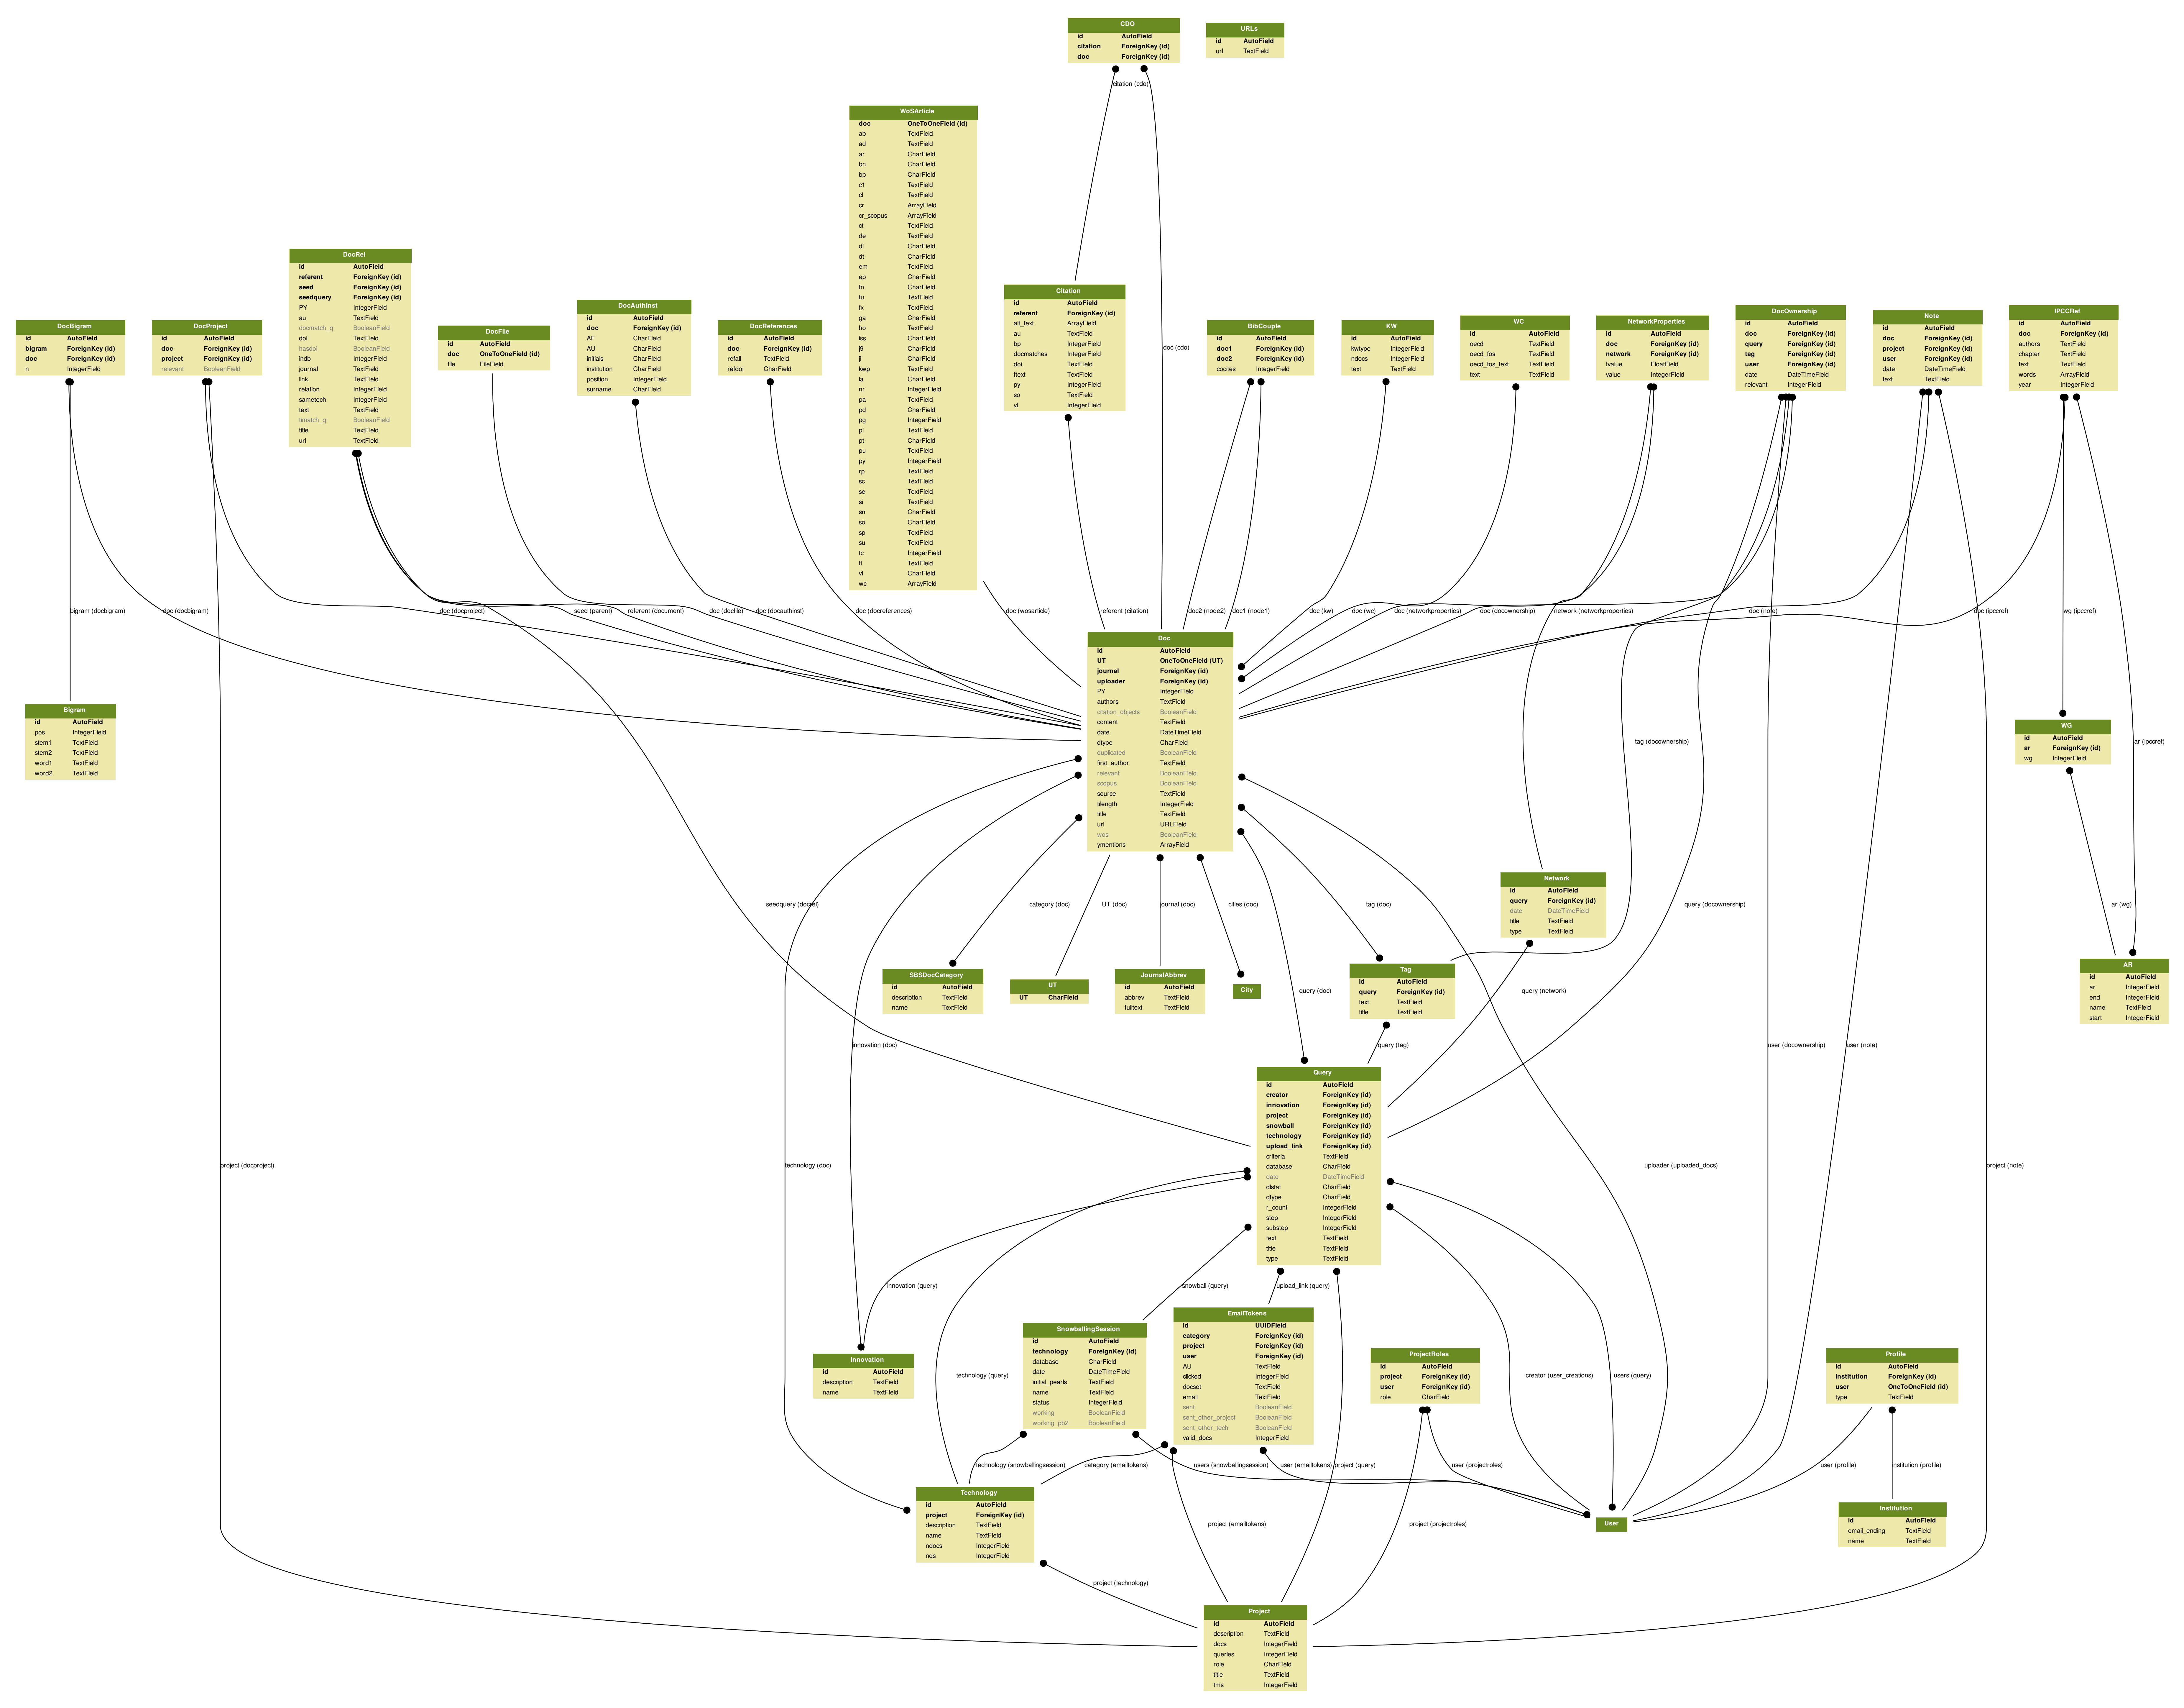 CDO
id AutoField
citation ForeignKey (id)
doc ForeignKey (id)
URLs
id AutoField
url TextField
citation (cdo)
WoSArticle
doc OneToOneField (id)
ab TextField
ad TextField
ar CharField
bn CharField
bp CharField
c1 TextField
cl TextField
cr ArrayField
cr_scopus ArrayField
ct TextField
de TextField
di CharField
dt CharField
em TextField
ep CharField
fn CharField
fu TextField
fx TextField
ga CharField
ho TextField
iss CharField
j9 CharField
ji CharField
kwp TextField
la CharField
nr IntegerField
pa TextField
pd CharField
pg IntegerField
pi TextField
pt CharField
pu TextField
py IntegerField
rp TextField
sc TextField
se TextField
si TextField
sn CharField
so CharField
sp TextField
su TextField
tc IntegerField
ti TextField
vl CharField
wc ArrayField
DocBigram
id AutoField
bigram ForeignKey (id)
doc ForeignKey (id)
n IntegerField
DocProject
id AutoField
doc ForeignKey (id)
project ForeignKey (id)
relevant BooleanField
DocRel
id AutoField
referent ForeignKey (id)
seed ForeignKey (id)
seedquery ForeignKey (id)
PY IntegerField
au TextField
docmatch_q BooleanField
doi TextField
hasdoi BooleanField
indb IntegerField
journal TextField
link TextField
relation IntegerField
sametech IntegerField
text TextField
timatch_q BooleanField
title TextField
url TextField
DocFile
id AutoField
doc OneToOneField (id)
file FileField
DocAuthInst
id AutoField
doc ForeignKey (id)
AF CharField
AU CharField
initials CharField
institution CharField
position IntegerField
surname CharField
DocReferences
id AutoField
doc ForeignKey (id)
refall TextField
refdoi CharField
Citation
id AutoField
referent ForeignKey (id)
alt_text ArrayField
au TextField
bp IntegerField
docmatches IntegerField
doi TextField
ftext TextField
py IntegerField
so TextField
vl IntegerField
doc (cdo)
BibCouple
id AutoField
doc1 ForeignKey (id)
doc2 ForeignKey (id)
cocites IntegerField
KW
id AutoField
kwtype IntegerField
ndocs IntegerField
text TextField
WC
id AutoField
oecd TextField
oecd_fos TextField
oecd_fos_text TextField
text TextField
NetworkProperties
id AutoField
doc ForeignKey (id)
network ForeignKey (id)
fvalue FloatField
value IntegerField
DocOwnership
id AutoField
doc ForeignKey (id)
query ForeignKey (id)
tag ForeignKey (id)
user ForeignKey (id)
date DateTimeField
relevant IntegerField
Note
id AutoField
doc ForeignKey (id)
project ForeignKey (id)
user ForeignKey (id)
date DateTimeField
text TextField
IPCCRef
id AutoField
doc ForeignKey (id)
authors TextField
chapter TextField
text TextField
words ArrayField
year IntegerField
bigram (docbigram)
doc (docbigram)
doc (docproject)
seed (parent)
referent (document)
doc (docfile)
doc (docauthinst)
doc (docreferences)
doc (wosarticle)
referent (citation)
doc2 (node2)
doc1 (node1)
doc (kw)
doc (wc)
doc (networkproperties)
doc (docownership)
network (networkproperties)
doc (note)
doc (ipccref)
wg (ipccref)
Doc
id AutoField
UT OneToOneField (UT)
journal ForeignKey (id)
uploader ForeignKey (id)
PY IntegerField
authors TextField
citation_objects BooleanField
content TextField
date DateTimeField
dtype CharField
duplicated BooleanField
first_author TextField
relevant BooleanField
scopus BooleanField
source TextField
tilength IntegerField
title TextField
url URLField
wos BooleanField
ymentions ArrayField
Bigram
id AutoField
pos IntegerField
stem1 TextField
stem2 TextField
word1 TextField
word2 TextField
tag (docownership)
WG
id AutoField
ar ForeignKey (id)
wg IntegerField
ar (ipccref)
seedquery (docrel)
category (doc)
UT (doc)
journal (doc)
cities (doc)
tag (doc)
Network
id AutoField
query ForeignKey (id)
date DateTimeField
title TextField
type TextField
query (docownership)
ar (wg)
SBSDocCategory
id AutoField
description TextField
name TextField
UT
UT CharField
JournalAbbrev
id AutoField
abbrev TextField
fulltext TextField
City
query (doc)
Tag
id AutoField
query ForeignKey (id)
text TextField
title TextField
query (network)
AR
id AutoField
ar IntegerField
end IntegerField
name TextField
start IntegerField
innovation (doc)
query (tag)
user (docownership)
user (note)
Query
id AutoField
creator ForeignKey (id)
innovation ForeignKey (id)
project ForeignKey (id)
snowball ForeignKey (id)
technology ForeignKey (id)
upload_link ForeignKey (id)
criteria TextField
database CharField
date DateTimeField
dlstat CharField
qtype CharField
r_count IntegerField
step IntegerField
substep IntegerField
text TextField
title TextField
type TextField
project (docproject)
technology (doc)
uploader (uploaded_docs)
project (note)
innovation (query)
snowball (query)
upload_link (query)
Innovation
id AutoField
description TextField
name TextField
technology (query)
SnowballingSession
id AutoField
technology ForeignKey (id)
database CharField
date DateTimeField
initial_pearls TextField
name TextField
status IntegerField
working BooleanField
working_pb2 BooleanField
EmailTokens
id UUIDField
category ForeignKey (id)
project ForeignKey (id)
user ForeignKey (id)
AU TextField
clicked IntegerField
docset TextField
email TextField
sent BooleanField
sent_other_project BooleanField
sent_other_tech BooleanField
valid_docs IntegerField
ProjectRoles
id AutoField
project ForeignKey (id)
user ForeignKey (id)
role CharField
creator (user_creations)
users (query)
Profile
id AutoField
institution ForeignKey (id)
user OneToOneField (id)
type TextField
technology (snowballingsession)
category (emailtokens)
users (snowballingsession)
user (emailtokens)
project (query)
user (projectroles)
user (profile)
institution (profile)
Technology
id AutoField
project ForeignKey (id)
description TextField
name TextField
ndocs IntegerField
nqs IntegerField
project (emailtokens)
project (projectroles)
User
Institution
id AutoField
email_ending TextField
name TextField
project (technology)
Project
id AutoField
description TextField
docs IntegerField
queries IntegerField
role CharField
title TextField
tms IntegerField